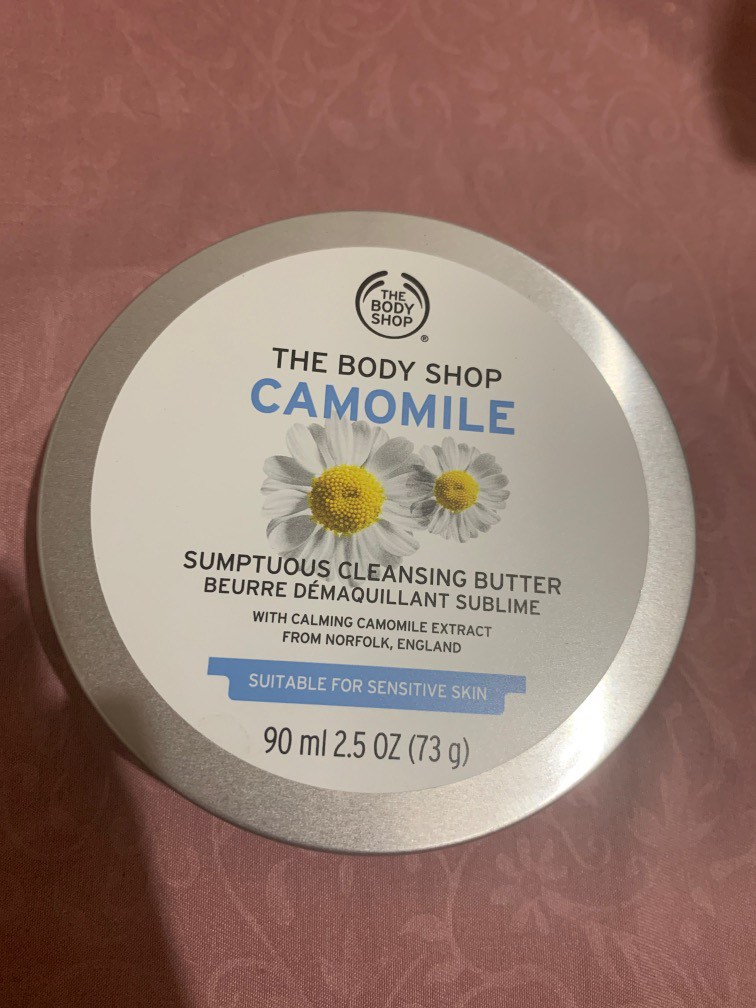 THE
BODY
SHOP
®
THE BODY SHOP
CAMOMILE
SUMPTUOUS CLEANSING BUTTER
BEURRE DÉMAQUILLANT SUBLIME
WITH CALMING CAMOMILE EXTRACT
FROM NORFOLK, ENGLAND
SUITABLE FOR SENSITIVE SKIN
90 ml 2.5 OZ (73 g)